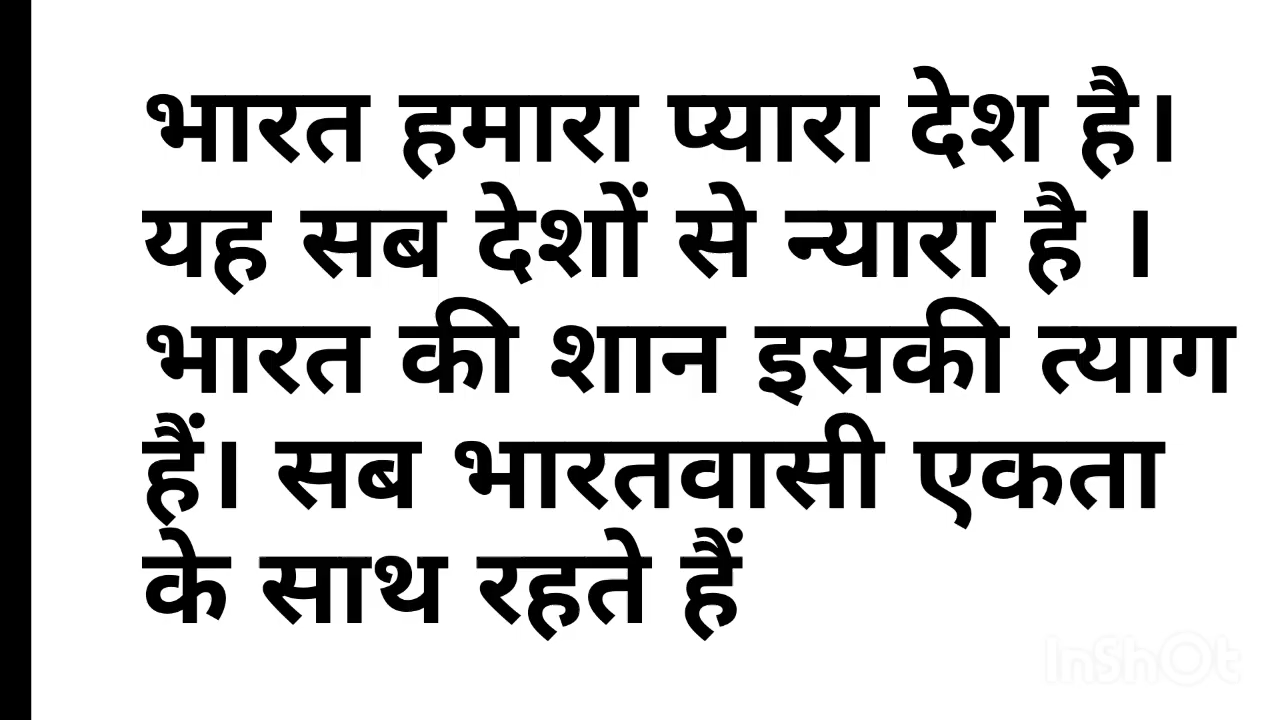 भारत हमारा प्यारा देश है।
यह सब देशों से न्यारा है ।
भारत की शान इसकी त्याग
हैं। सब भारतवासी एकता
के साथ रहते हैं
InShOt